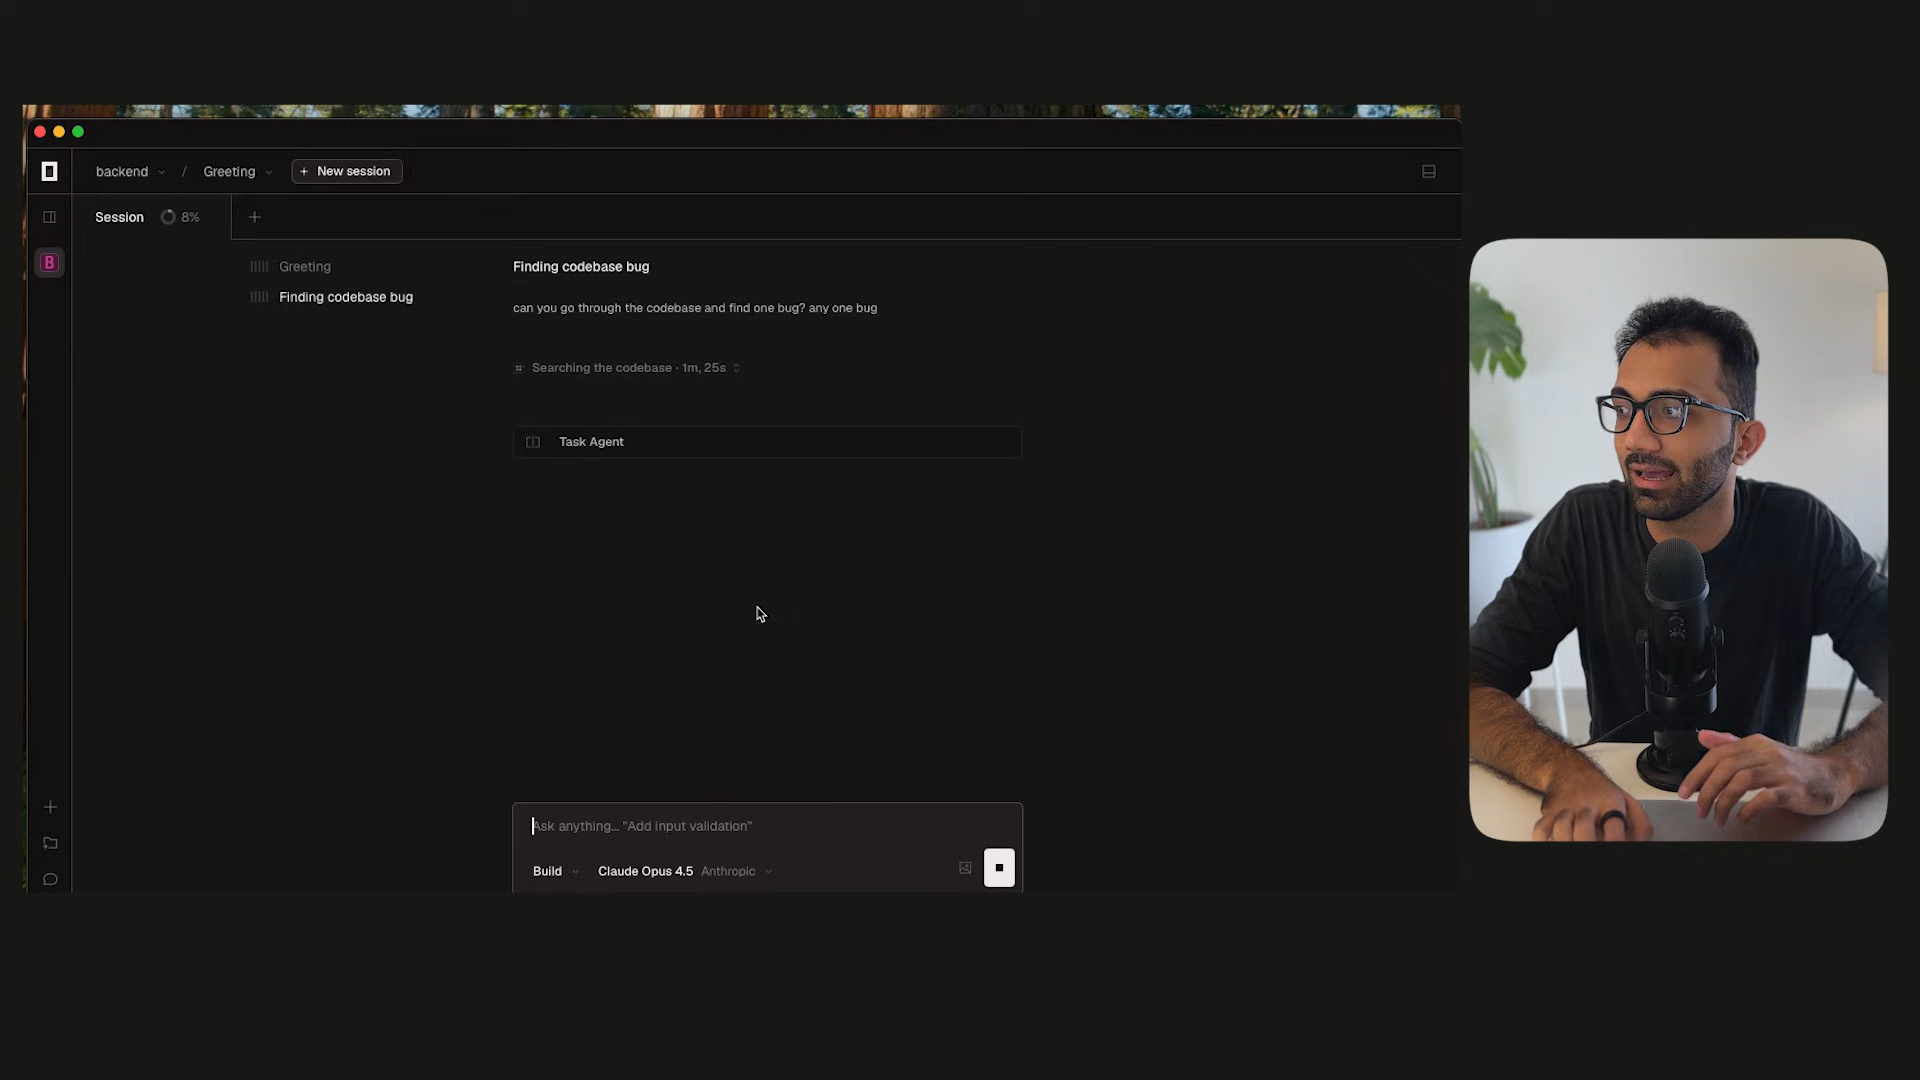 backend / Greeting + New session
Session 8% +
B
Greeting
Finding codebase bug
Finding codebase bug
can you go through the codebase and find one bug? any one bug
Searching the codebase · 1m, 25s
Task Agent
Ask anything... "Add input validation"
Build Claude Opus 4.5 Anthropic